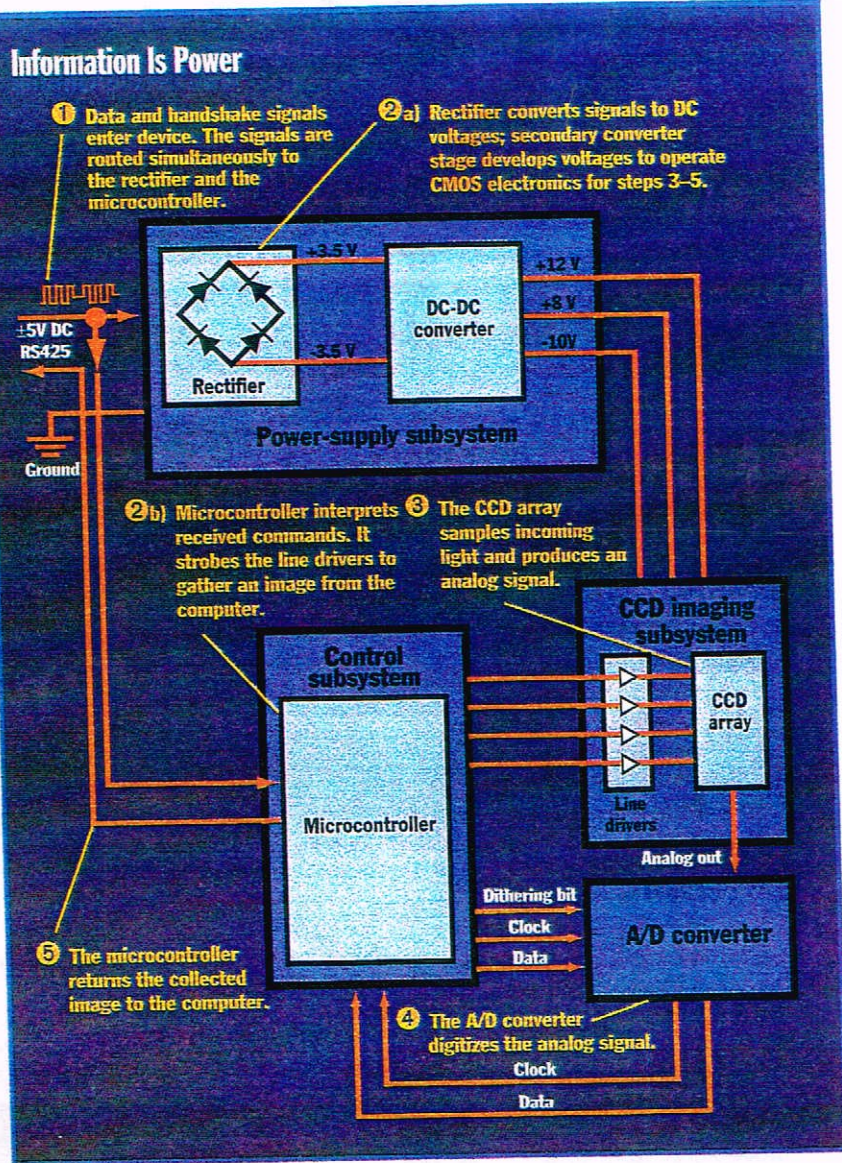 Information Is Power
❶ Data and handshake signals
enter device. The signals are
routed simultaneously to
the rectifier and the
microcontroller.
❷a) Rectifier converts signals to DC
voltages; secondary converter
stage develops voltages to operate
CMOS electronics for steps 3–5.
±5V DC
RS425
Ground
+3.5 V
-3.5 V
Rectifier
DC-DC
converter
+12 V
+8 V
-10V
Power-supply subsystem
❷b) Microcontroller interprets
received commands. It
strobes the line drivers to
gather an image from the
computer.
❸ The CCD array
samples incoming
light and produces an
analog signal.
Control
subsystem
Microcontroller
CCD imaging
subsystem
CCD
array
Line
drivers
Analog out
Dithering bit
Clock
Data
A/D converter
❺ The microcontroller
returns the collected
image to the computer.
❹ The A/D converter
digitizes the analog signal.
Clock
Data